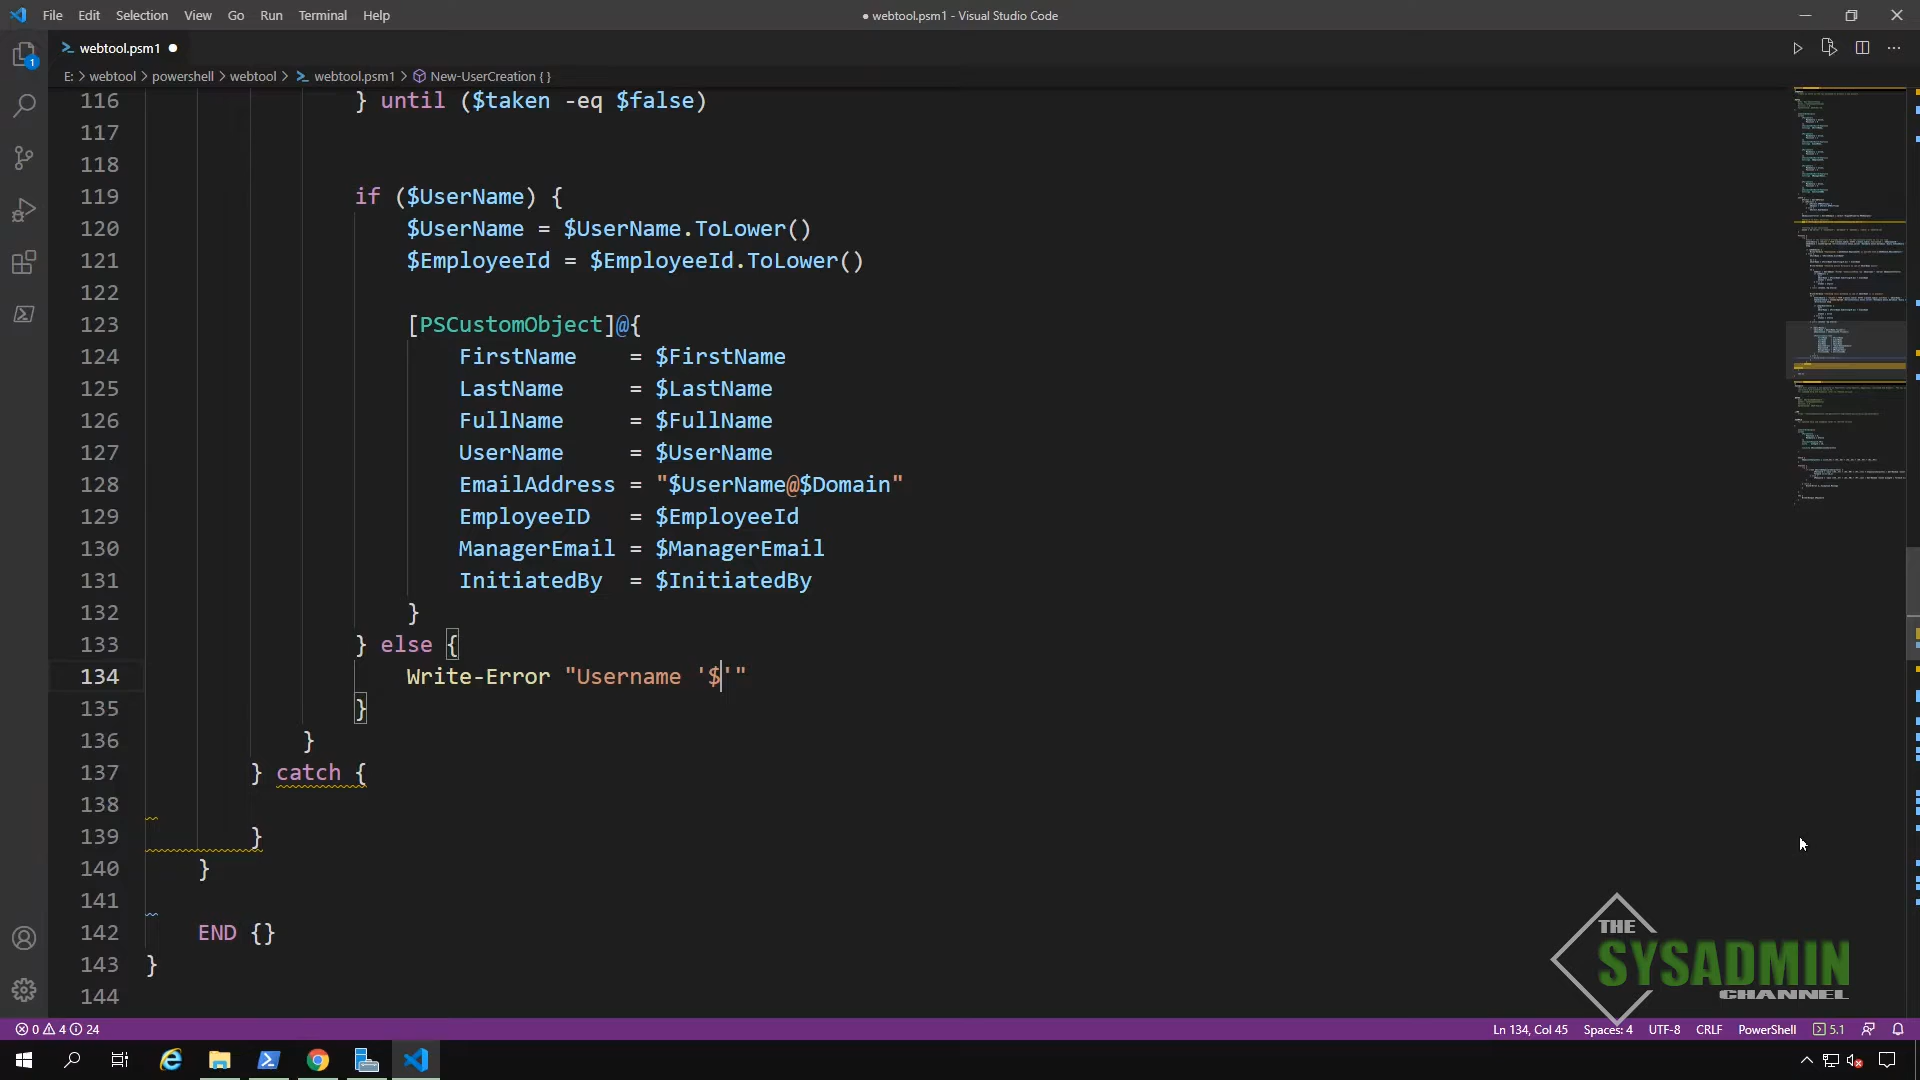 File Edit Selection View Go Run Terminal Help
● webtool.psm1 - Visual Studio Code
webtool.psm1 ●
E: > webtool > powershell > webtool > webtool.psm1 > New-UserCreation { }
1
116 } until ($taken -eq $false)
117
118
119 if ($UserName) {
120 $UserName = $UserName.ToLower()
121 $EmployeeId = $EmployeeId.ToLower()
122
123 [PSCustomObject]@{
124 FirstName = $FirstName
125 LastName = $LastName
126 FullName = $FullName
127 UserName = $UserName
128 EmailAddress = "$UserName@$Domain"
129 EmployeeID = $EmployeeId
130 ManagerEmail = $ManagerEmail
131 InitiatedBy = $InitiatedBy
132 }
133 } else {
134 Write-Error "Username '$'"
135 }
136 }
137 } catch {
138
139 }
140 }
141
142 END {}
143 }
144
THE
SYSADMIN
CHANNEL
0 4 24
Ln 134, Col 45 Spaces: 4 UTF-8 CRLF PowerShell 5.1